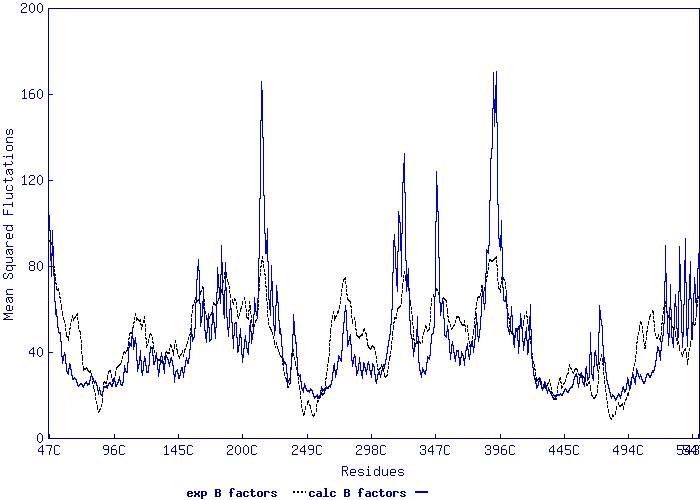 200
160
120
80
40
0
Mean Squared Fluctations
47C 96C 145C 200C 249C 298C 347C 396C 445C 494C
Residues
exp B factors calc B factors